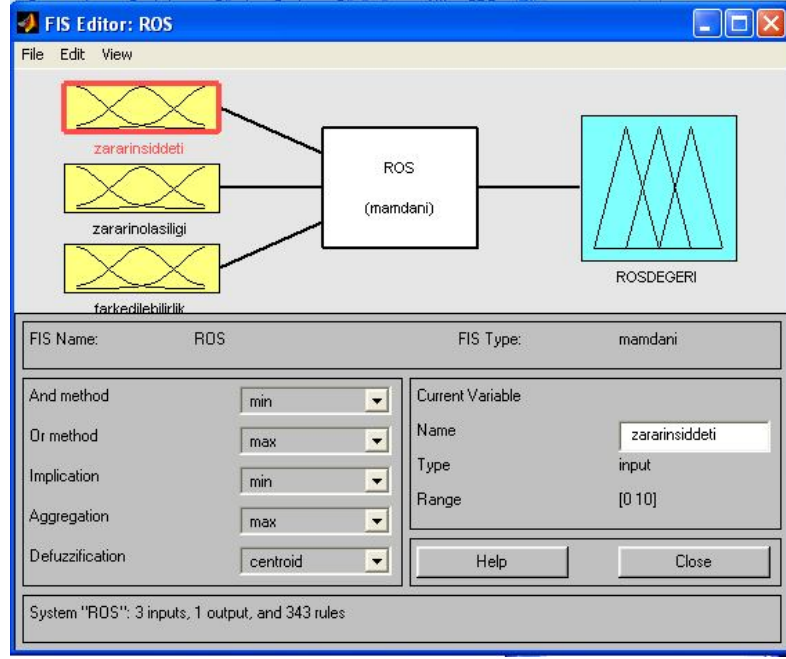 FIS Editor: ROS
File Edit View
zararinsiddeti
zararinolasiligi
farkedilebilirlik
ROS
(mamdani)
ROSDEGERI
FIS Name: ROS FIS Type: mamdani
And method min
Or method max
Implication min
Aggregation max
Defuzzification centroid
Current Variable
Name zararinsiddeti
Type input
Range [0 10]
Help Close
System "ROS": 3 inputs, 1 output, and 343 rules